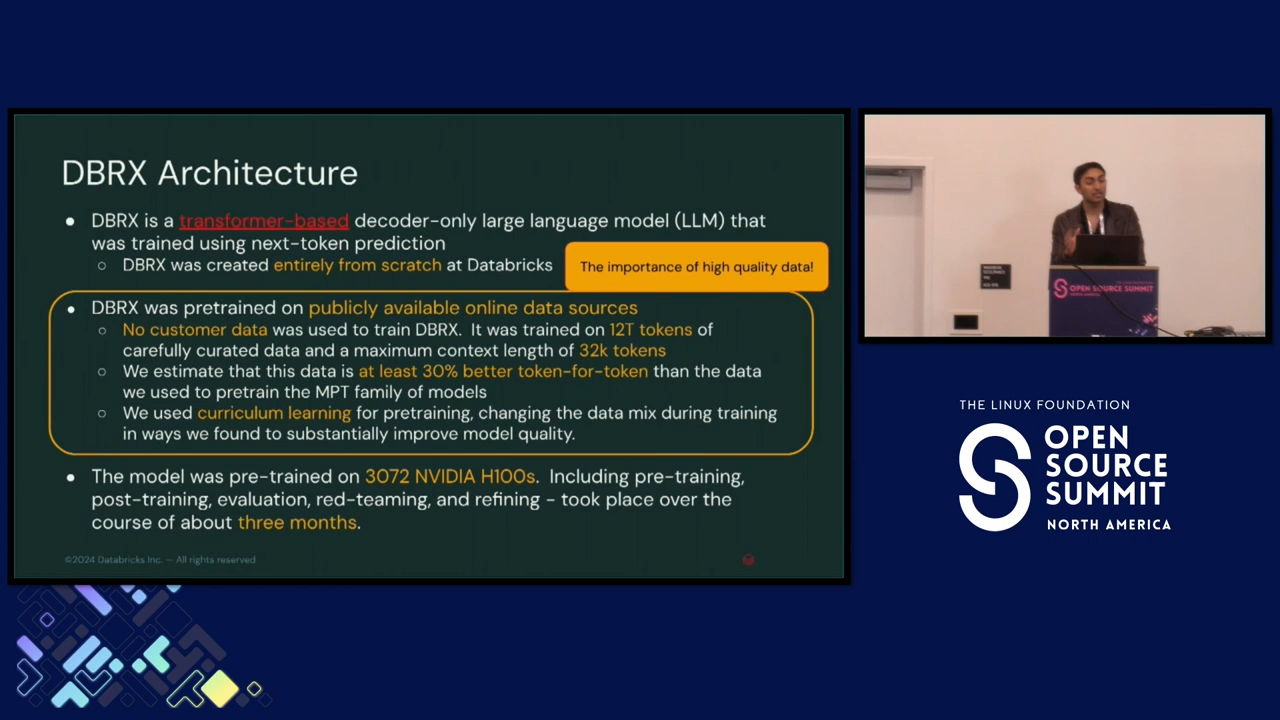 DBRX Architecture
● DBRX is a transformer-based decoder-only large language model (LLM) that
was trained using next-token prediction
○ DBRX was created entirely from scratch at Databricks
The importance of high quality data!
● DBRX was pretrained on publicly available online data sources
○ No customer data was used to train DBRX. It was trained on 12T tokens of
carefully curated data and a maximum context length of 32k tokens
○ We estimate that this data is at least 30% better token-for-token than the data
we used to pretrain the MPT family of models
○ We used curriculum learning for pretraining, changing the data mix during training
in ways we found to substantially improve model quality.
● The model was pre-trained on 3072 NVIDIA H100s. Including pre-training,
post-training, evaluation, red-teaming, and refining – took place over the
course of about three months.
©2024 Databricks Inc. — All rights reserved
OPEN SOURCE SUMMIT
NORTH AMERICA
THE LINUX FOUNDATION
OPEN
SOURCE
SUMMIT
NORTH AMERICA